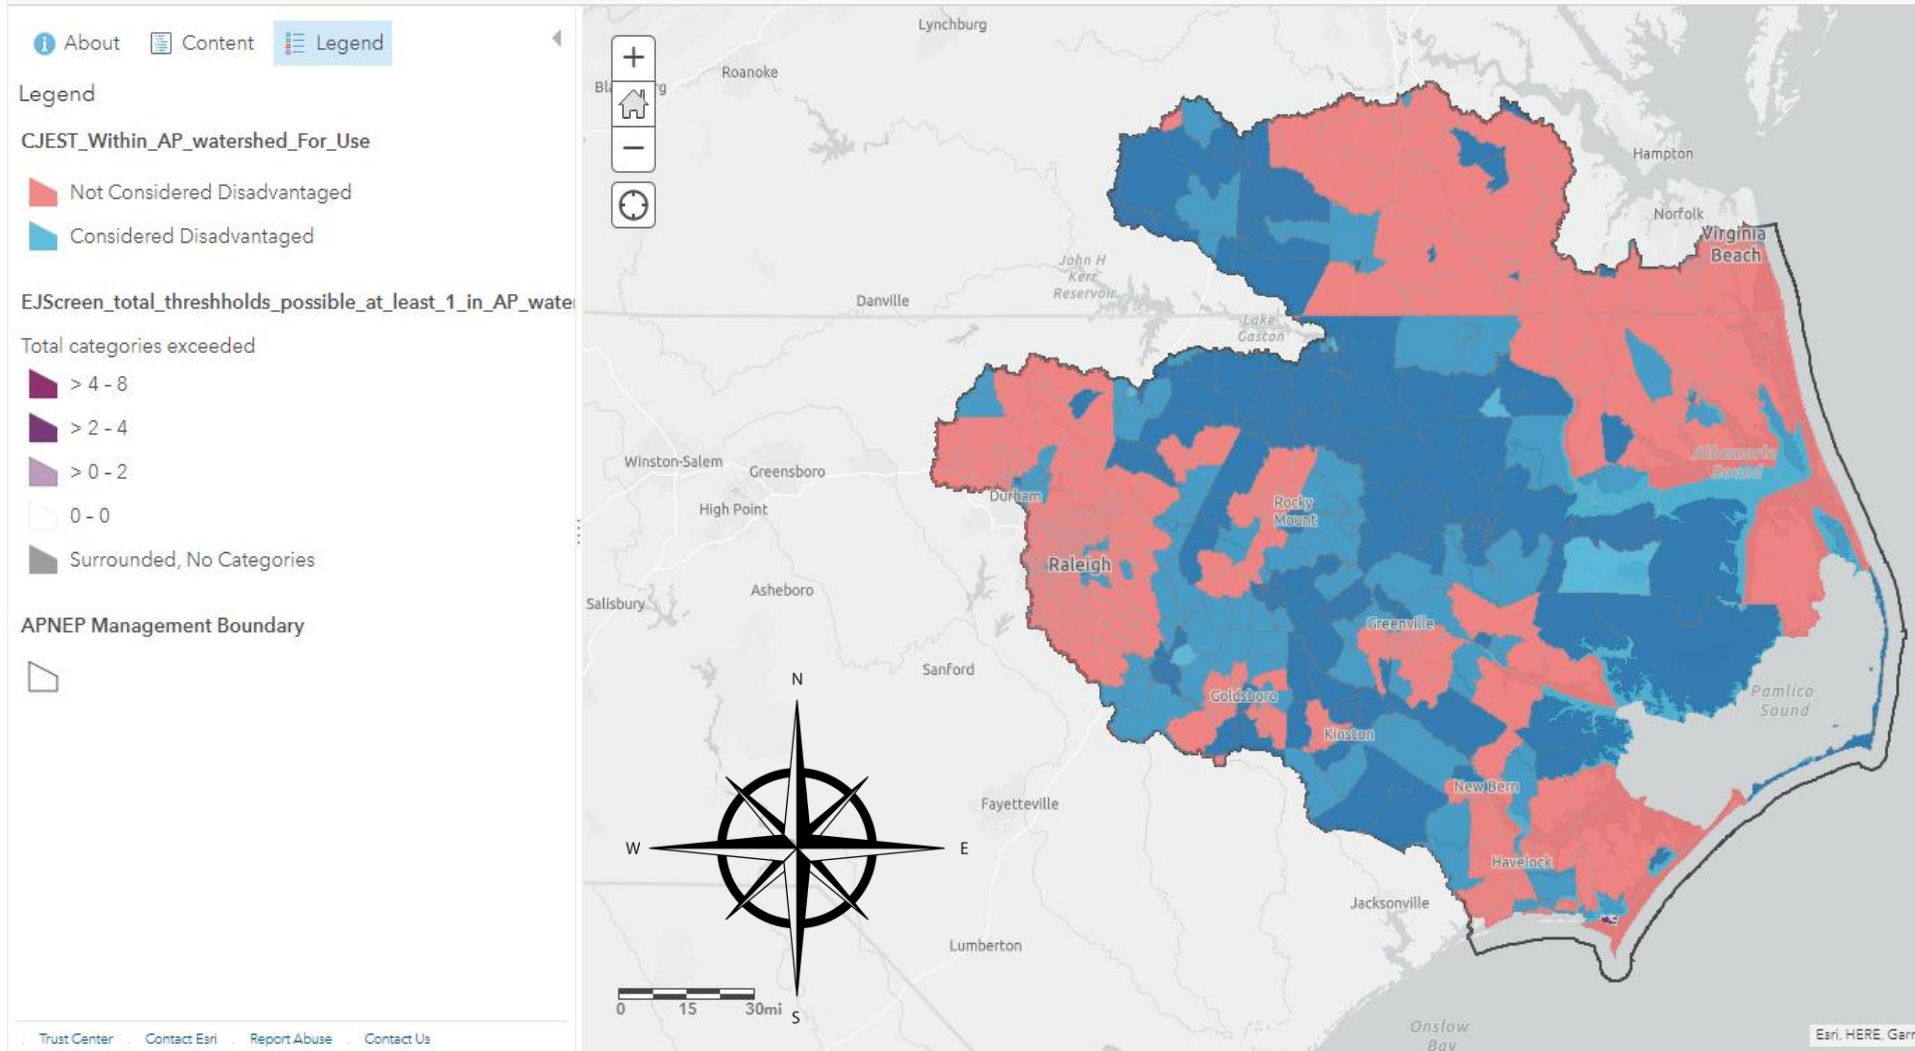 About
Content
Legend
Legend
CJEST_Within_AP_watershed_For_Use
Not Considered Disadvantaged
Considered Disadvantaged
EJScreen_total_threshholds_possible_at_least_1_in_AP_water
Total categories exceeded
> 4 - 8
> 2 - 4
> 0 - 2
0 - 0
Surrounded, No Categories
APNEP Management Boundary
Trust Center
Contact Esri
Report Abuse
Contact Us
Lynchburg
Roanoke
Hampton
Norfolk
Virginia
Beach
John H
Kerr
Reservoir
Danville
Lake
Gaston
Winston-Salem
Greensboro
High Point
Durham
Rocky
Mount
Albemarle
Sound
Raleigh
Asheboro
Salisbury
Sanford
Greenville
Goldsboro
Pamlico
Sound
Kinston
New Bern
Fayetteville
Havelock
Jacksonville
Lumberton
Onslow
Bay
N
W
E
S
0 15 30mi
Esri, HERE, Garr